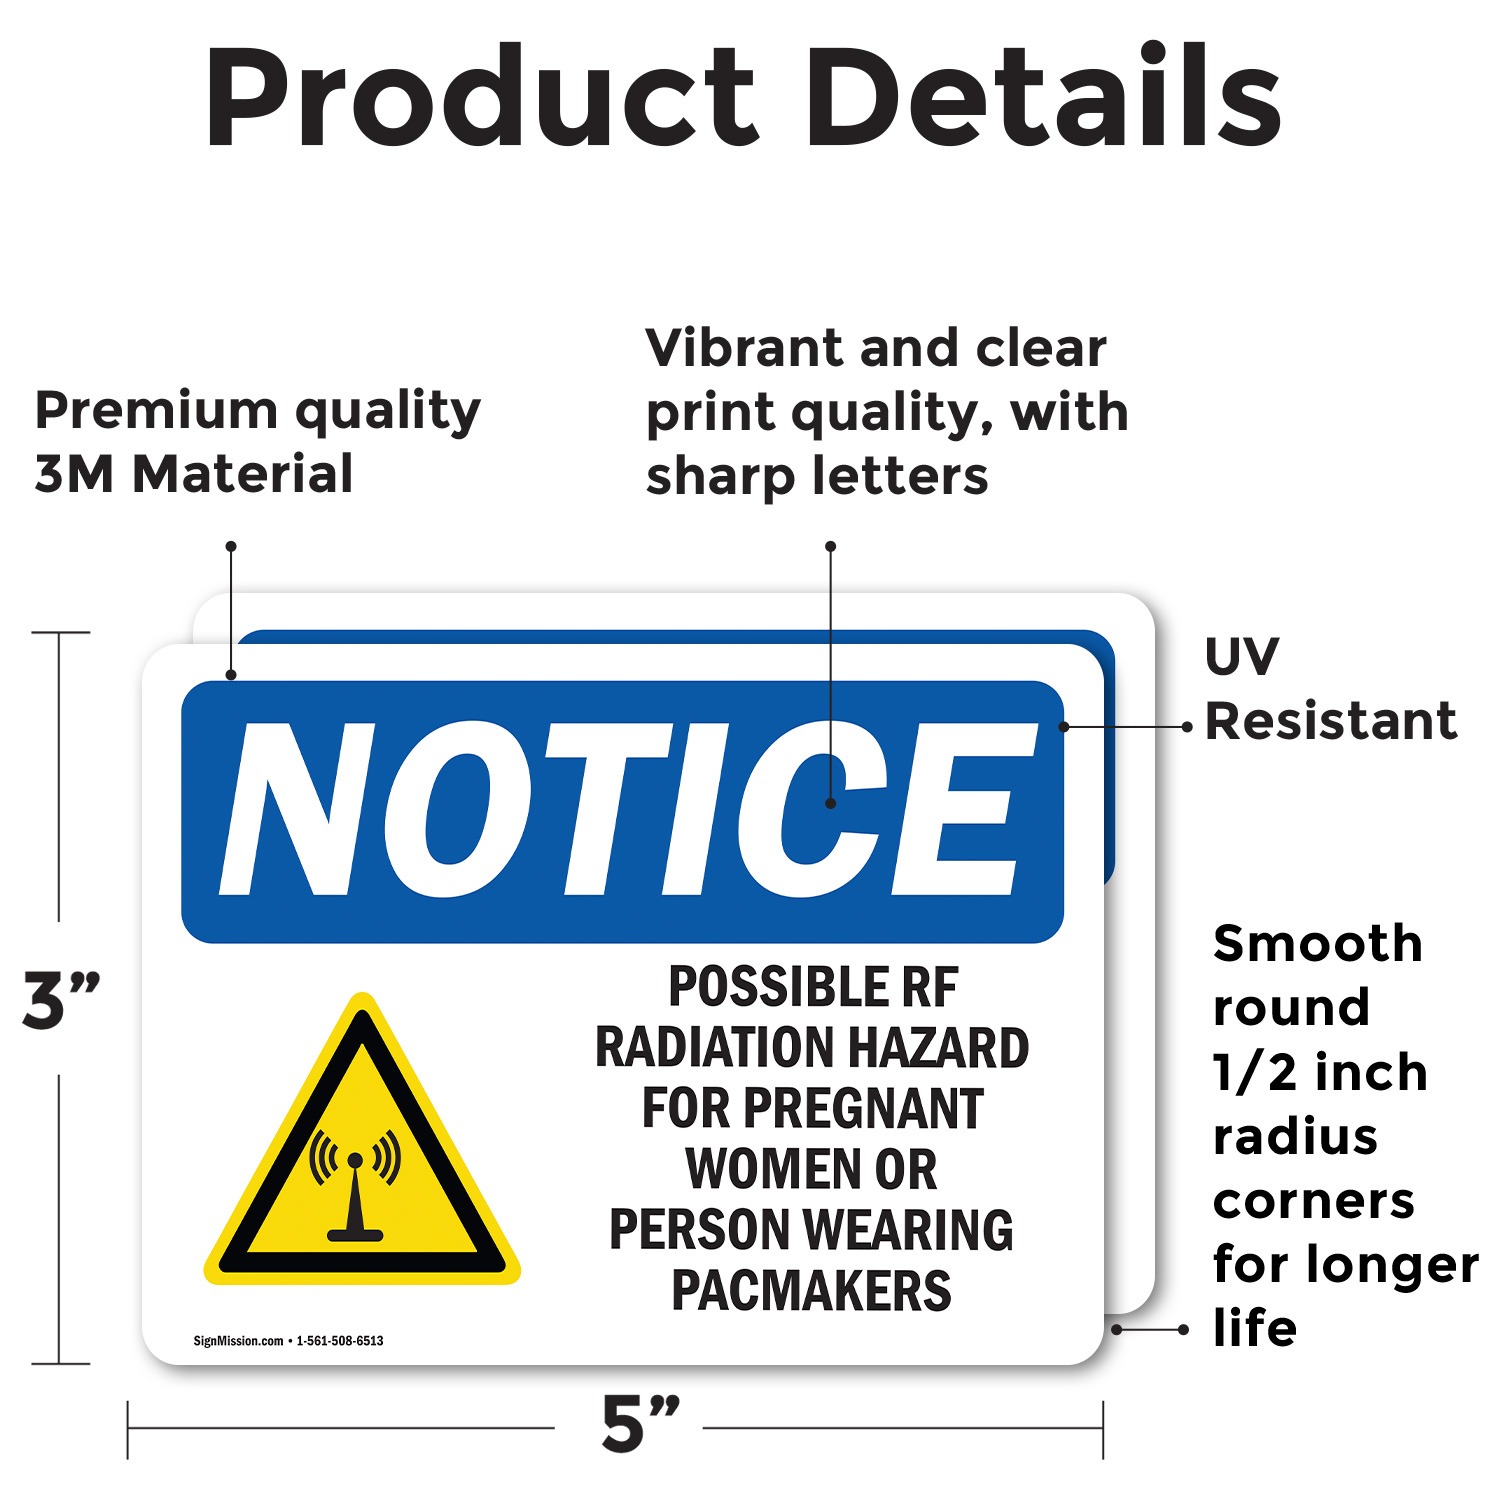 Product Details
Premium quality
3M Material
Vibrant and clear
print quality, with
sharp letters
UV
Resistant
3”
NOTICE
POSSIBLE RF
RADIATION HAZARD
FOR PREGNANT
WOMEN OR
PERSON WEARING
PACMAKERS
SignMission.com • 1-561-508-6513
Smooth
round
1/2 inch
radius
corners
for longer
life
5”